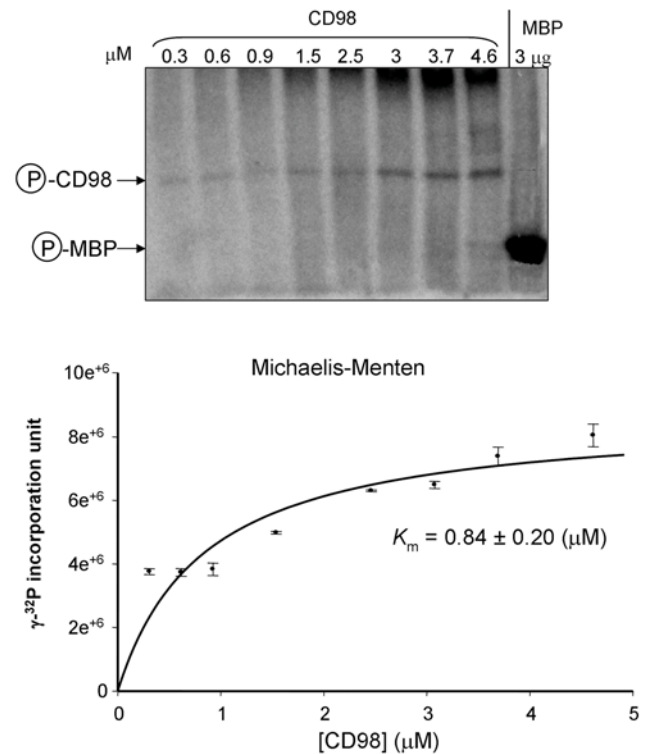 CD98 MBP
μM 0.3 0.6 0.9 1.5 2.5 3 3.7 4.6 3 μg
P-CD98
P-MBP
Michaelis-Menten
γ-³²P incorporation unit
10e⁺⁶
8e⁺⁶
6e⁺⁶
4e⁺⁶
2e⁺⁶
0
K_m = 0.84 ± 0.20 (μM)
0 1 2 3 4 5
[CD98] (μM)